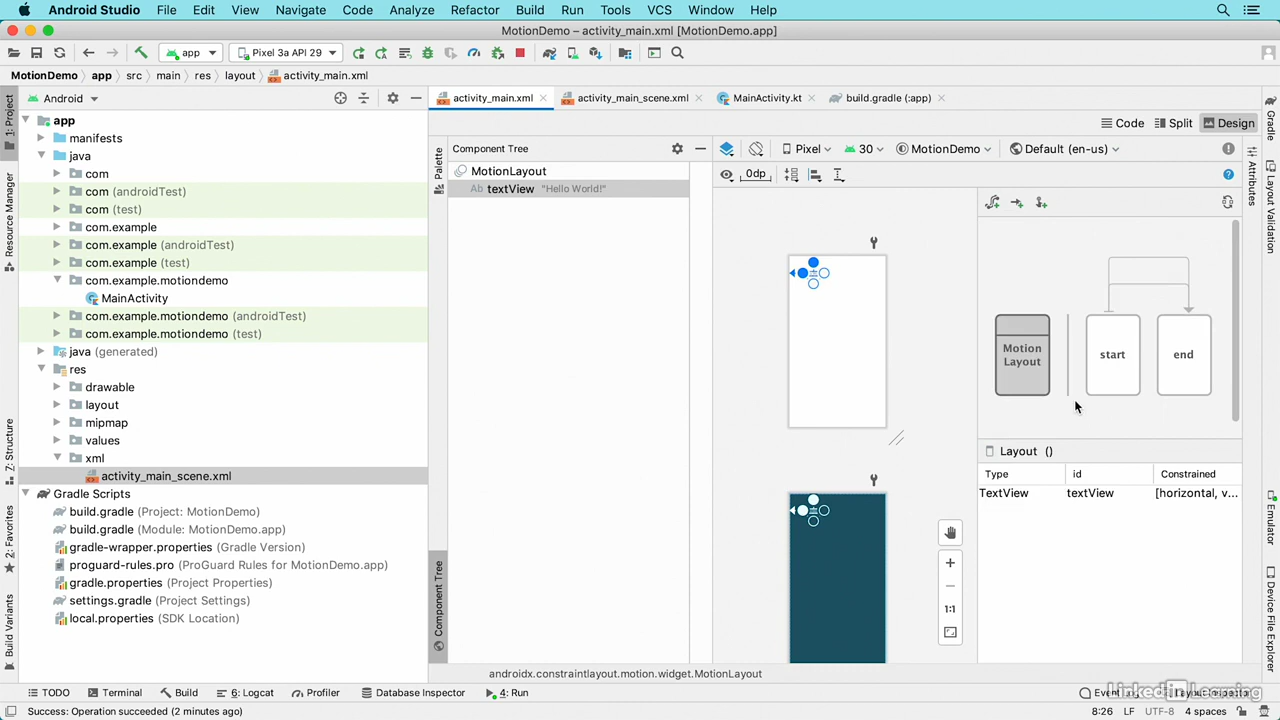 Android Studio File Edit View Navigate Code Analyze Refactor Build Run Tools VCS Window Help
MotionDemo – activity_main.xml [MotionDemo.app]
app Pixel 3a API 29
MotionDemo app src main res layout activity_main.xml
1: Project
Resource Manager
Z: Structure
2: Favorites
Build Variants
Android
app
manifests
java
com
com (androidTest)
com (test)
com.example
com.example (androidTest)
com.example (test)
com.example.motiondemo
MainActivity
com.example.motiondemo (androidTest)
com.example.motiondemo (test)
java (generated)
res
drawable
layout
mipmap
values
xml
activity_main_scene.xml
Gradle Scripts
build.gradle (Project: MotionDemo)
build.gradle (Module: MotionDemo.app)
gradle-wrapper.properties (Gradle Version)
proguard-rules.pro (ProGuard Rules for MotionDemo.app)
gradle.properties (Project Properties)
settings.gradle (Project Settings)
local.properties (SDK Location)
activity_main.xml activity_main_scene.xml MainActivity.kt build.gradle (:app)
Code Split Design
Palette
Component Tree
Component Tree
MotionLayout
Ab textView "Hello World!"
Pixel 30 MotionDemo Default (en-us)
0dp
Motion
Layout
start
end
Layout ()
Type id Constrained
TextView textView [horizontal, v...
1:1
Gradle
Attributes
Layout Validation
Emulator
Device File Explorer
androidx.constraintlayout.motion.widget.MotionLayout
TODO Terminal Build 6: Logcat Profiler Database Inspector 4: Run Layout Inspector
LinkedIn Learning
Success: Operation succeeded (2 minutes ago) 8:26 LF UTF-8 4 spaces